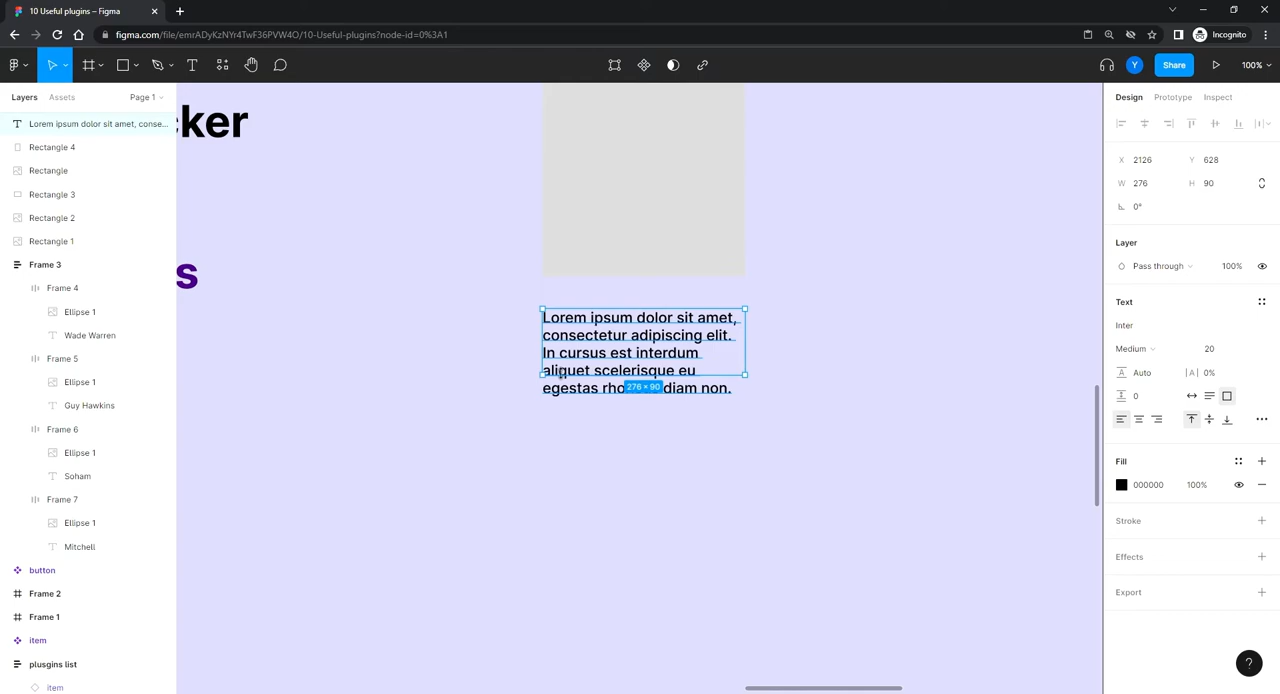 10 Useful plugins – Figma
figma.com/file/emrADyKzNYr4TwF36PVW4O/10-Useful-plugins?node-id=0%3A1
Incognito
Y
Share
100%
Layers
Assets
Page 1
Design
Prototype
Inspect
Lorem ipsum dolor sit amet, conse...
Rectangle 4
Rectangle
Rectangle 3
Rectangle 2
Rectangle 1
Frame 3
Frame 4
Ellipse 1
Wade Warren
Frame 5
Ellipse 1
Guy Hawkins
Frame 6
Ellipse 1
Soham
Frame 7
Ellipse 1
Mitchell
button
Frame 2
Frame 1
item
plusgins list
item
cker
s
Lorem ipsum dolor sit amet,
consectetur adipiscing elit.
In cursus est interdum
aliquet scelerisque eu
egestas rho diam non.
276 × 90
X 2126 Y 628
W 276 H 90
0°
Layer
Pass through 100%
Text
Inter
Medium 20
A Auto |A| 0%
0
Fill
000000 100%
Stroke
Effects
Export
?